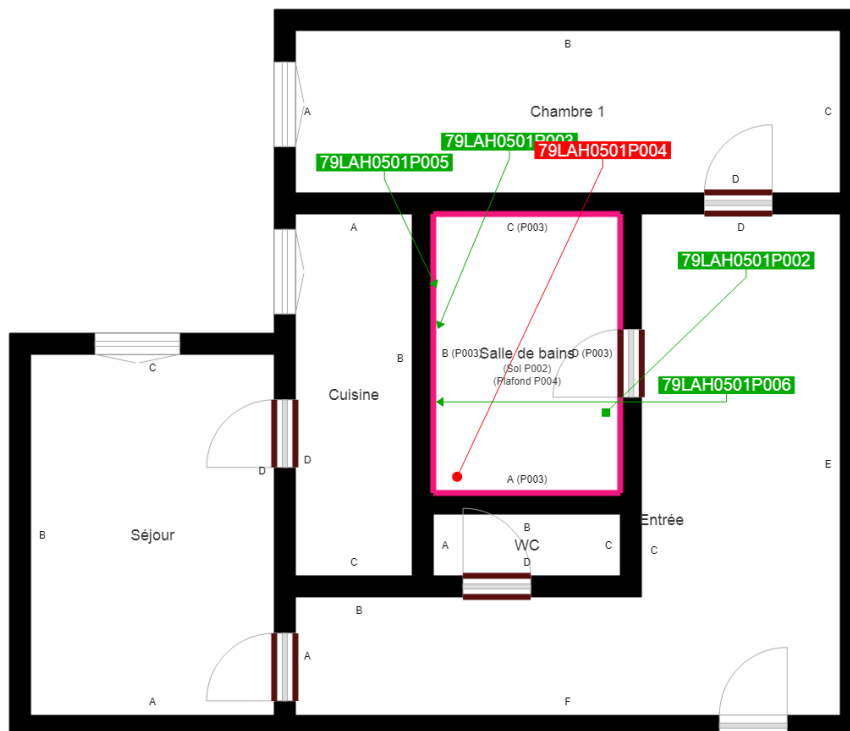 B
A
Chambre 1
C
79LAH0501P003
79LAH0501P004
79LAH0501P005
D
A
C (P003)
D
79LAH0501P002
B
B (P003)
Salle de bains
D (P003)
(Sol P002)
(Plafond P004)
C
79LAH0501P006
Cuisine
D
D
E
A (P003)
B
Séjour
Entrée
B
A
WC
C
C
C
D
B
A
A
F